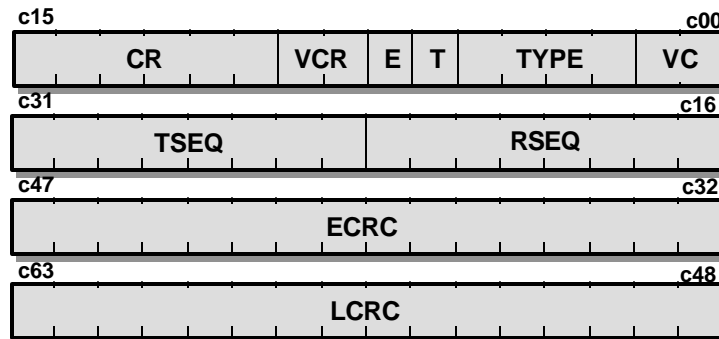 c15 c00
CR VCR E T TYPE VC
c31 c16
TSEQ RSEQ
c47 c32
ECRC
c63 c48
LCRC